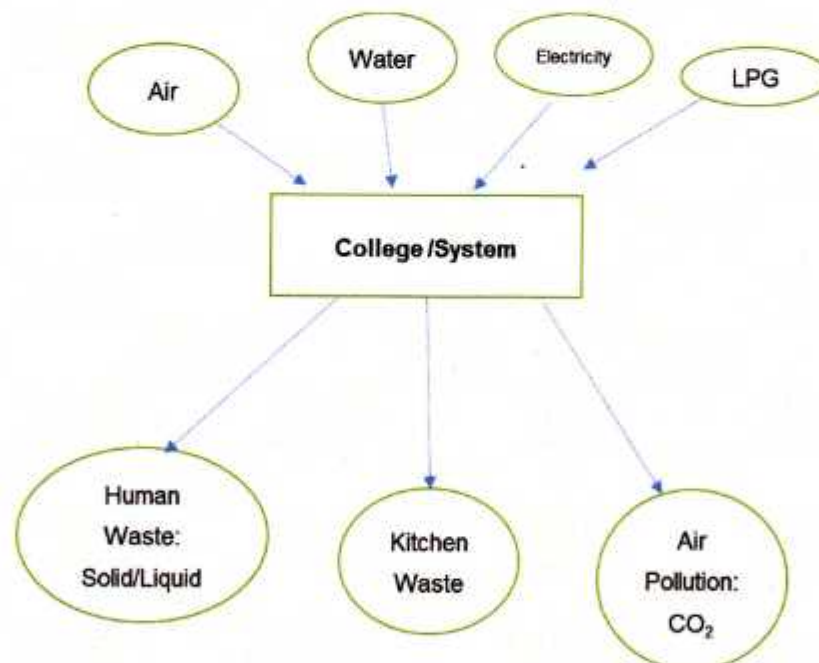 Air
Water
Electricity
LPG
College/System
Human
Waste:
Solid/Liquid
Kitchen
Waste
Air
Pollution:
CO₂